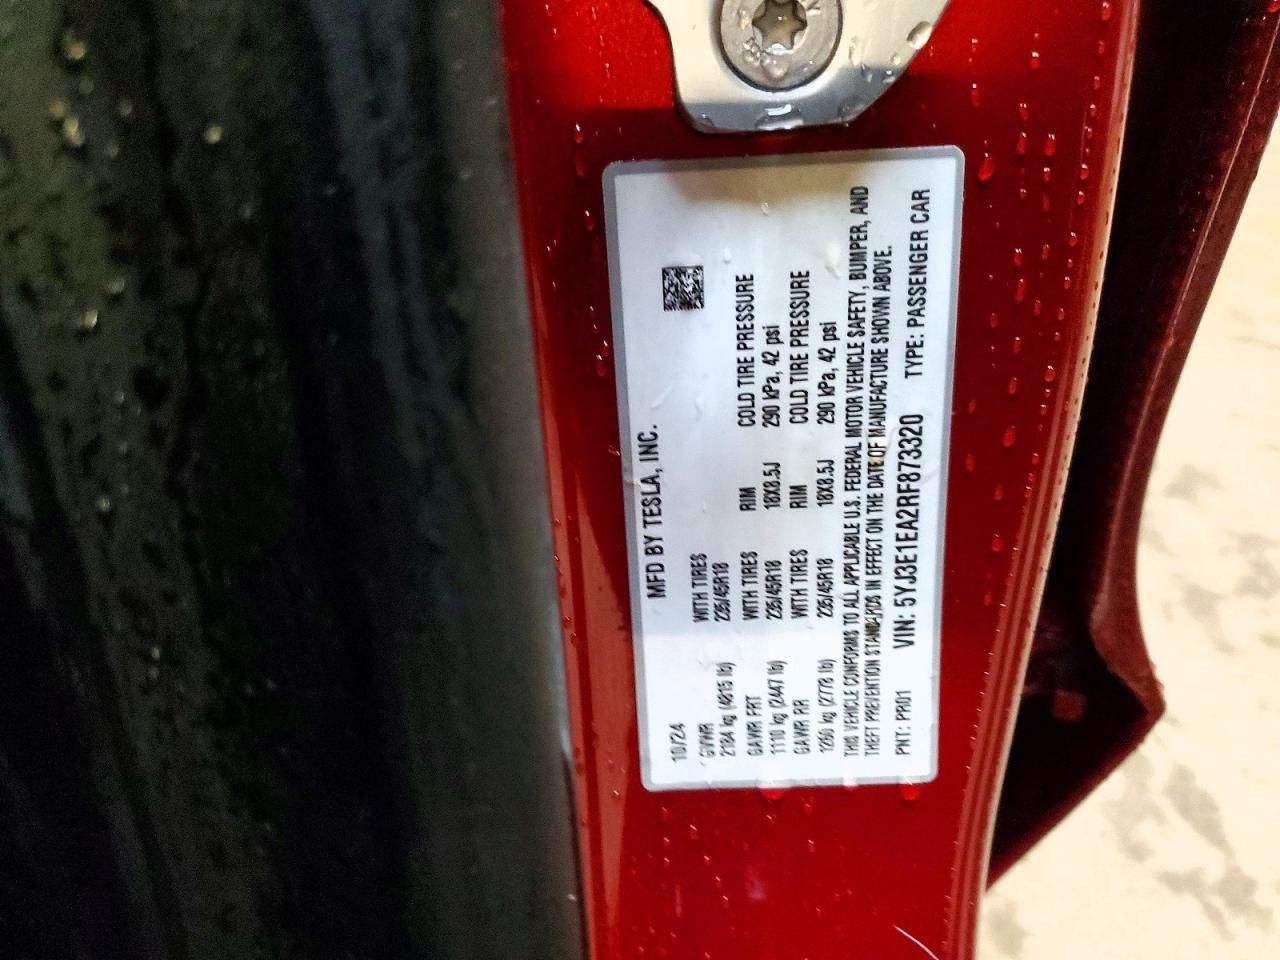 MFD BY TESLA, INC.
10/24
GVWR WITH TIRES RIM COLD TIRE PRESSURE
2184 kg (4815 lb) 235/45R18 18X8.5J 290 kPa, 42 psi
GAWR FRT WITH TIRES RIM COLD TIRE PRESSURE
1110 kg (2447 lb) 235/45R18 18X8.5J 290 kPa, 42 psi
GAWR RR
1260 kg (2778 lb)
THIS VEHICLE CONFORMS TO ALL APPLICABLE U.S. FEDERAL MOTOR VEHICLE SAFETY, BUMPER, AND
THEFT PREVENTION STANDARDS IN EFFECT ON THE DATE OF MANUFACTURE SHOWN ABOVE.
PNT: PR01 VIN: 5YJ3E1EA2RF873320 TYPE: PASSENGER CAR